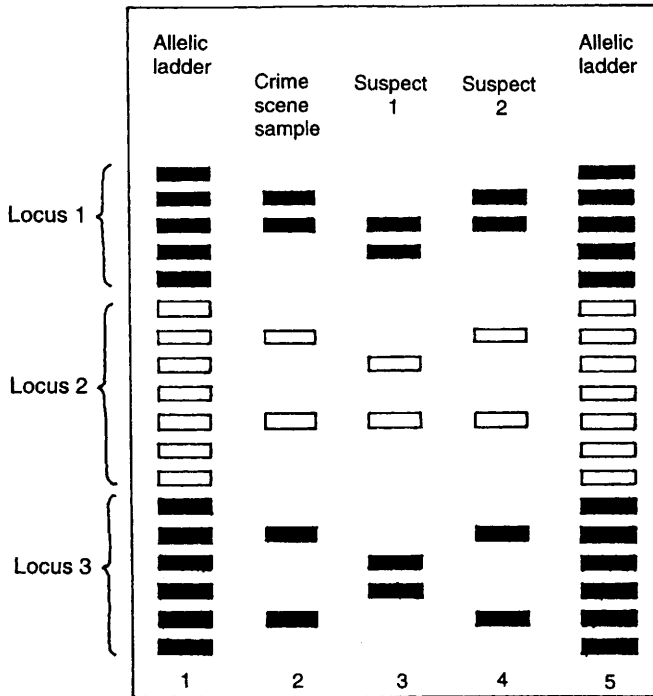 Allelic
ladder
Crime
scene
sample
Suspect
1
Suspect
2
Allelic
ladder
Locus 1
Locus 2
Locus 3
1 2 3 4 5